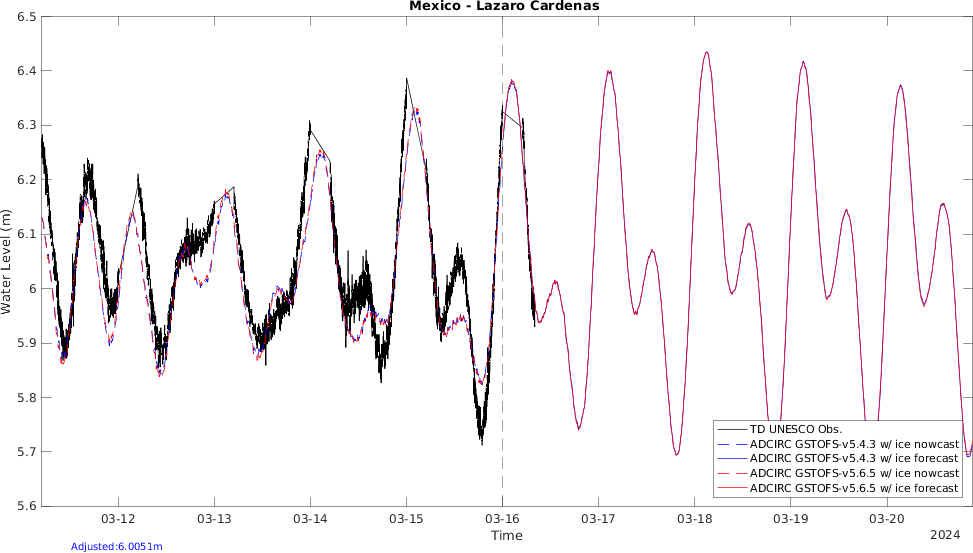 Mexico - Lazaro Cardenas
6.5
6.4
6.3
6.2
6.1
6
5.9
5.8
5.7
5.6
Water Level (m)
03-12 03-13 03-14 03-15 03-16 03-17 03-18 03-19 03-20
Time
2024
TD UNESCO Obs.
ADCIRC GSTOFS-v5.4.3 w/ ice nowcast
ADCIRC GSTOFS-v5.4.3 w/ ice forecast
ADCIRC GSTOFS-v5.6.5 w/ ice nowcast
ADCIRC GSTOFS-v5.6.5 w/ ice forecast
Adjusted:6.0051m